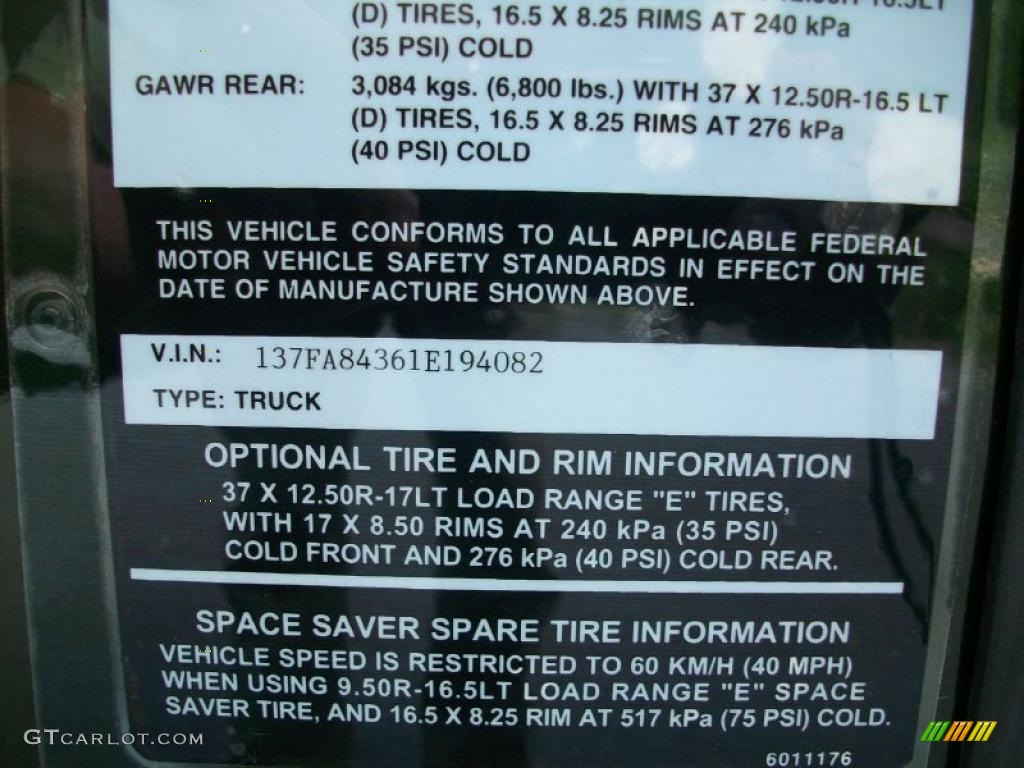 (D) TIRES, 16.5 X 8.25 RIMS AT 240 kPa
(35 PSI) COLD
GAWR REAR: 3,084 kgs. (6,800 lbs.) WITH 37 X 12.50R-16.5 LT
(D) TIRES, 16.5 X 8.25 RIMS AT 276 kPa
(40 PSI) COLD
THIS VEHICLE CONFORMS TO ALL APPLICABLE FEDERAL
MOTOR VEHICLE SAFETY STANDARDS IN EFFECT ON THE
DATE OF MANUFACTURE SHOWN ABOVE.
V.I.N.: 137FA84361E194082
TYPE: TRUCK
OPTIONAL TIRE AND RIM INFORMATION
37 X 12.50R-17LT LOAD RANGE "E" TIRES,
WITH 17 X 8.50 RIMS AT 240 kPa (35 PSI)
COLD FRONT AND 276 kPa (40 PSI) COLD REAR.
SPACE SAVER SPARE TIRE INFORMATION
VEHICLE SPEED IS RESTRICTED TO 60 KM/H (40 MPH)
WHEN USING 9.50R-16.5LT LOAD RANGE "E" SPACE
SAVER TIRE, AND 16.5 X 8.25 RIM AT 517 kPa (75 PSI) COLD.
6011176
GTCARLOT.COM